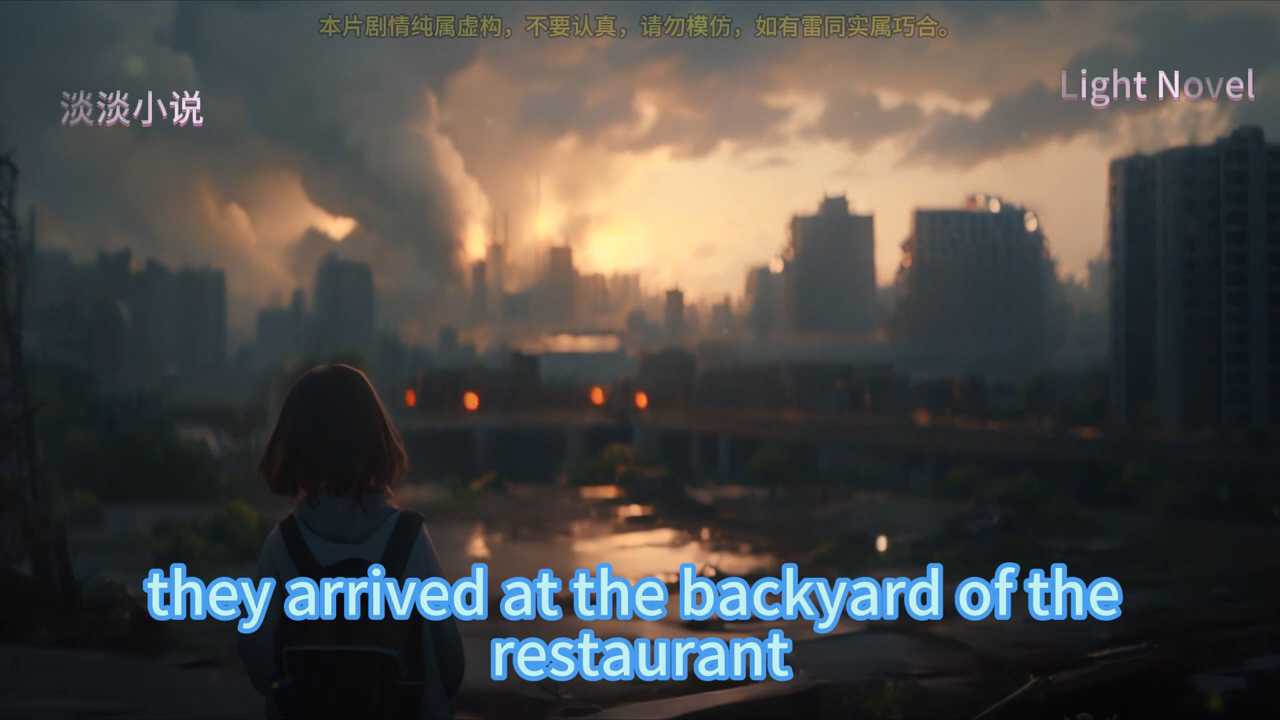 本片剧情纯属虚构，不要认真，请勿模仿，如有雷同实属巧合。
淡淡小说
Light Novel
they arrived at the backyard of the
restaurant